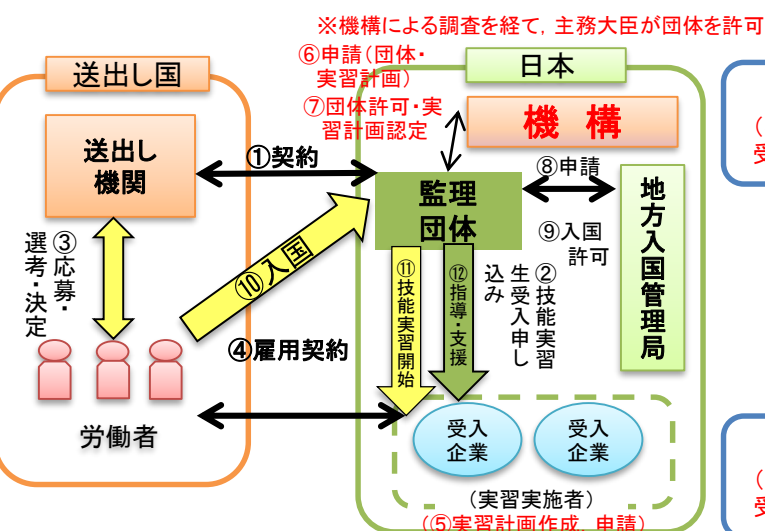 ※機構による調査を経て，主務大臣が団体を許可
⑥申請（団体・
実習計画）
⑦団体許可・実
習計画認定
送出し国
日本
機　構
送出し
機関
①契約
監理
団体
⑧申請
⑨入国
許可
地方入国管理局
③応募・
選考・決定
⑩入国
⑪技能実習開始
⑫指導・支援
②技能実習
生受入申し
込み
④雇用契約
労働者
受入
企業
受入
企業
（実習実施者）
（⑤実習計画作成，申請）
（
受
（
受